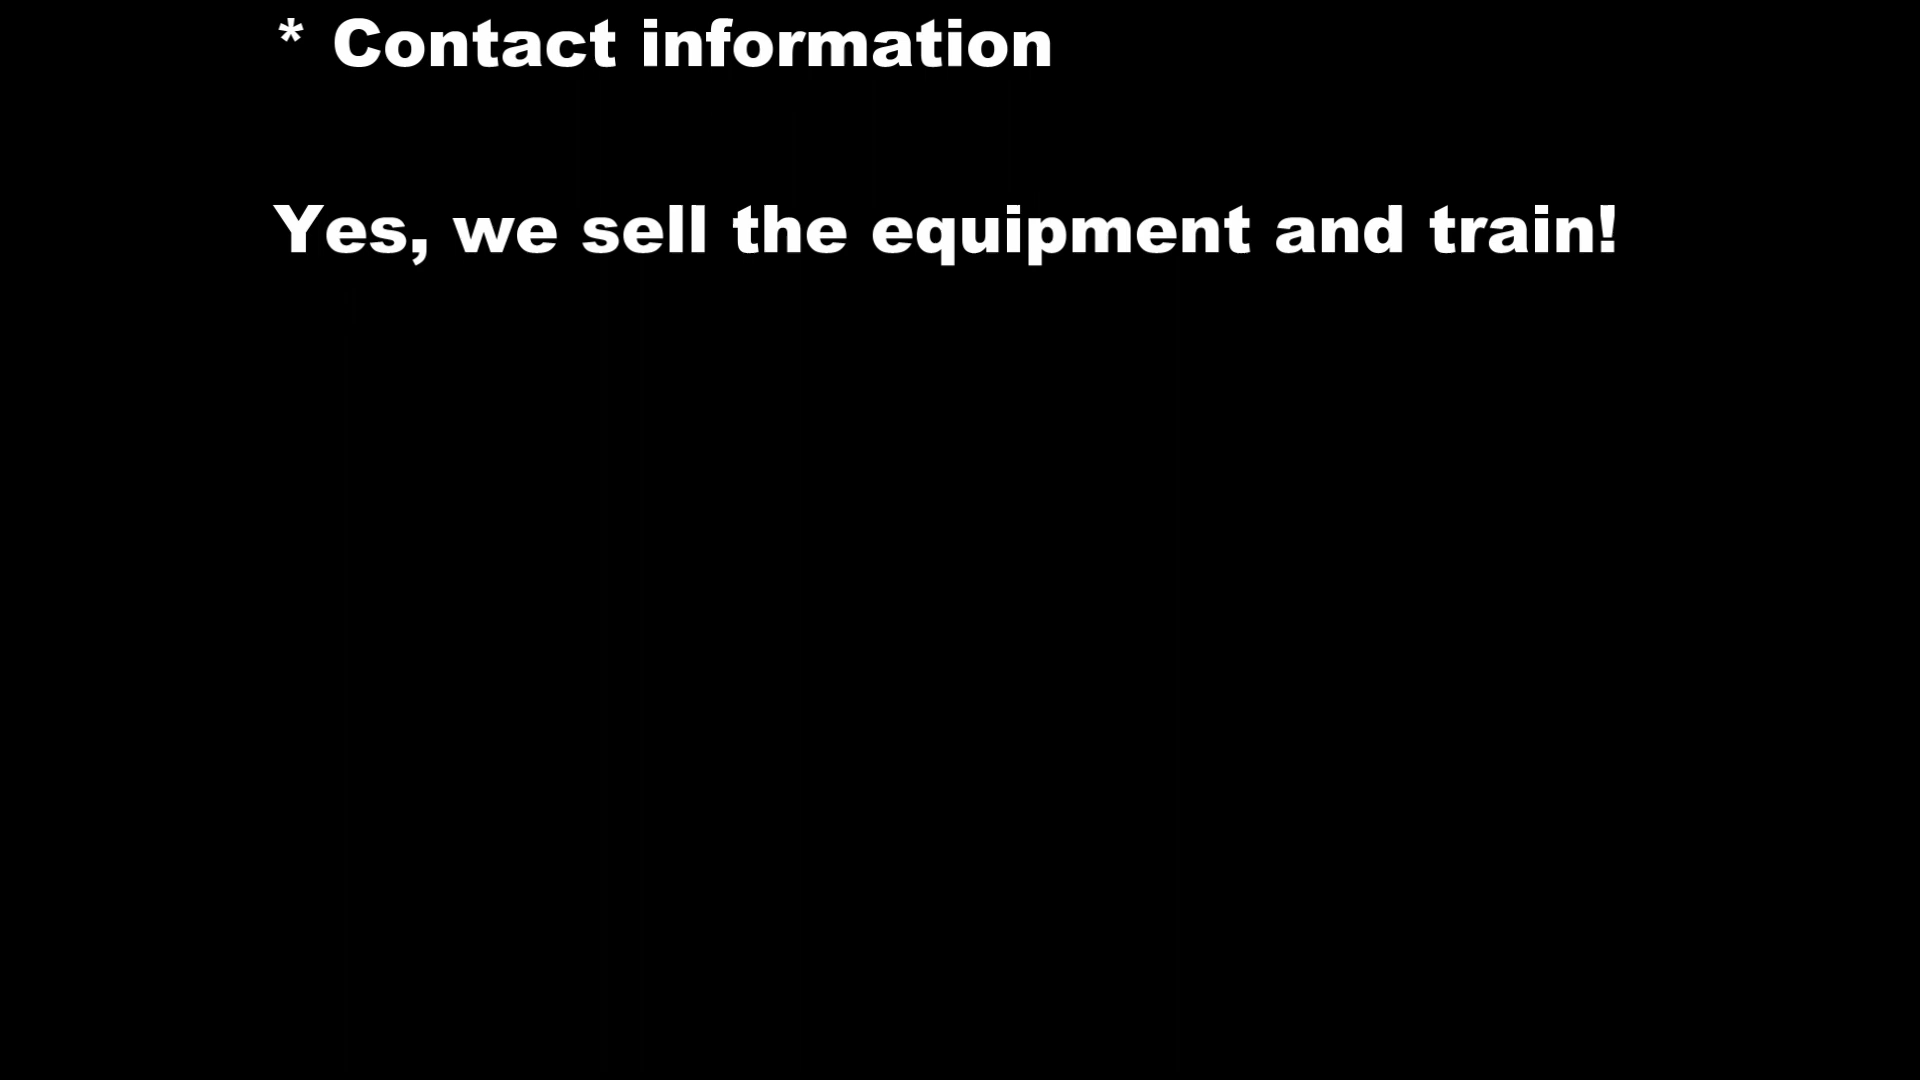 * Contact information
Yes, we sell the equipment and train!